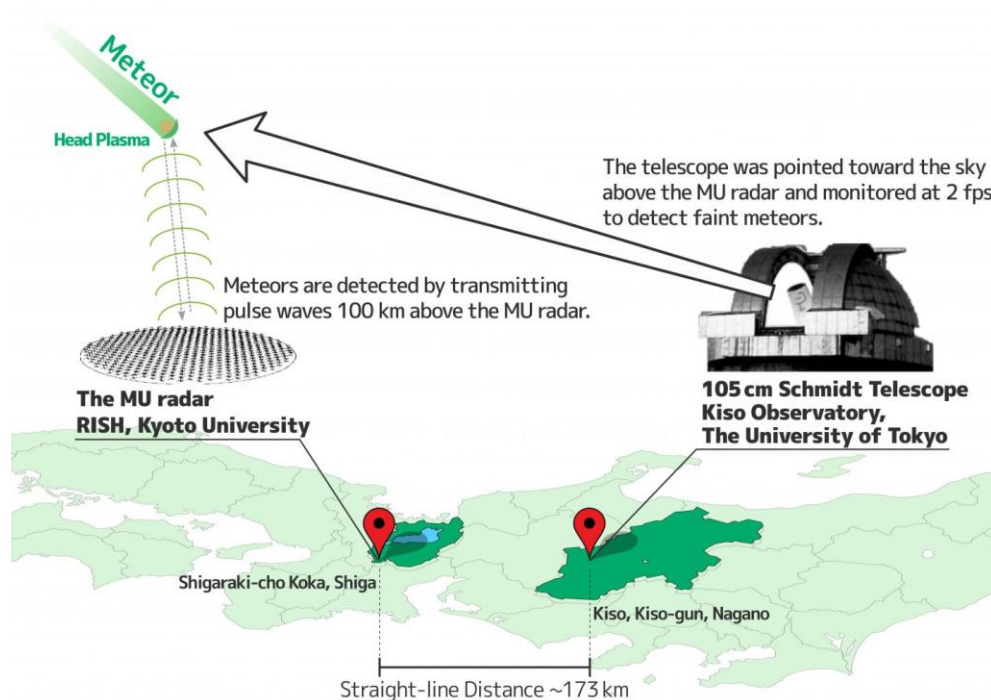 Meteor
Head Plasma
The telescope was pointed toward the sky
above the MU radar and monitored at 2 fps
to detect faint meteors.
Meteors are detected by transmitting
pulse waves 100 km above the MU radar.
The MU radar
RISH, Kyoto University
105 cm Schmidt Telescope
Kiso Observatory,
The University of Tokyo
Shigaraki-cho Koka, Shiga
Kiso, Kiso-gun, Nagano
Straight-line Distance ~173 km